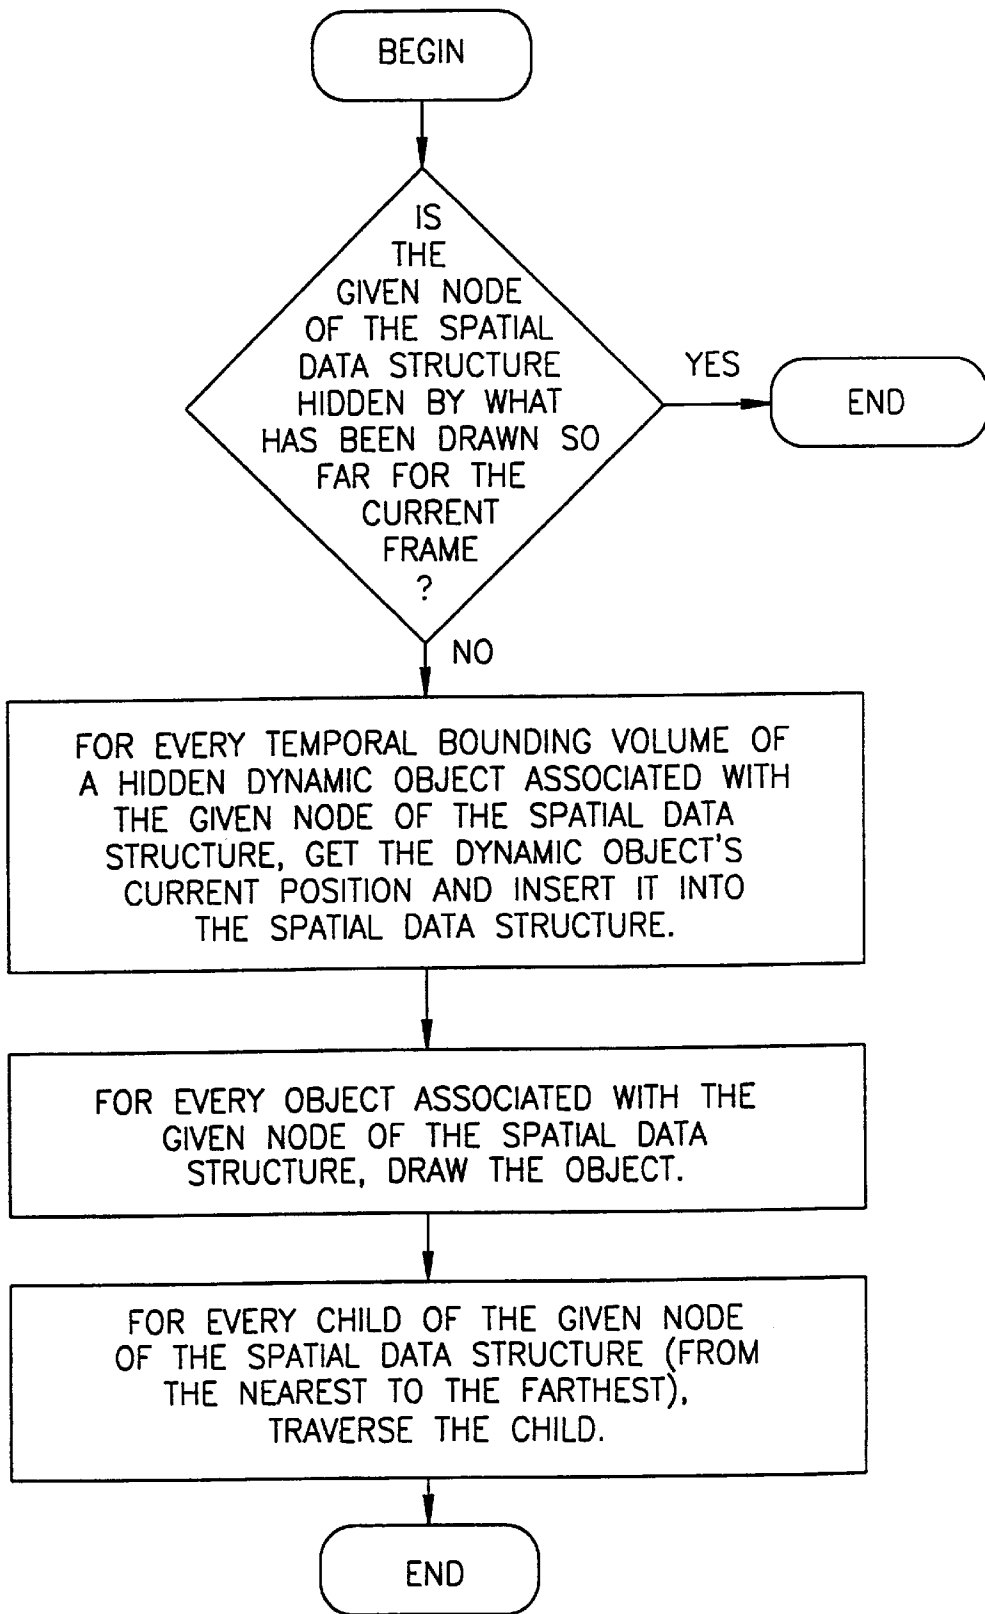 BEGIN
IS
THE
GIVEN NODE
OF THE SPATIAL
DATA STRUCTURE
HIDDEN BY WHAT
HAS BEEN DRAWN SO
FAR FOR THE
CURRENT
FRAME
?
YES
END
NO
FOR EVERY TEMPORAL BOUNDING VOLUME OF
A HIDDEN DYNAMIC OBJECT ASSOCIATED WITH
THE GIVEN NODE OF THE SPATIAL DATA
STRUCTURE, GET THE DYNAMIC OBJECT'S
CURRENT POSITION AND INSERT IT INTO
THE SPATIAL DATA STRUCTURE.
FOR EVERY OBJECT ASSOCIATED WITH THE
GIVEN NODE OF THE SPATIAL DATA
STRUCTURE, DRAW THE OBJECT.
FOR EVERY CHILD OF THE GIVEN NODE
OF THE SPATIAL DATA STRUCTURE (FROM
THE NEAREST TO THE FARTHEST),
TRAVERSE THE CHILD.
END